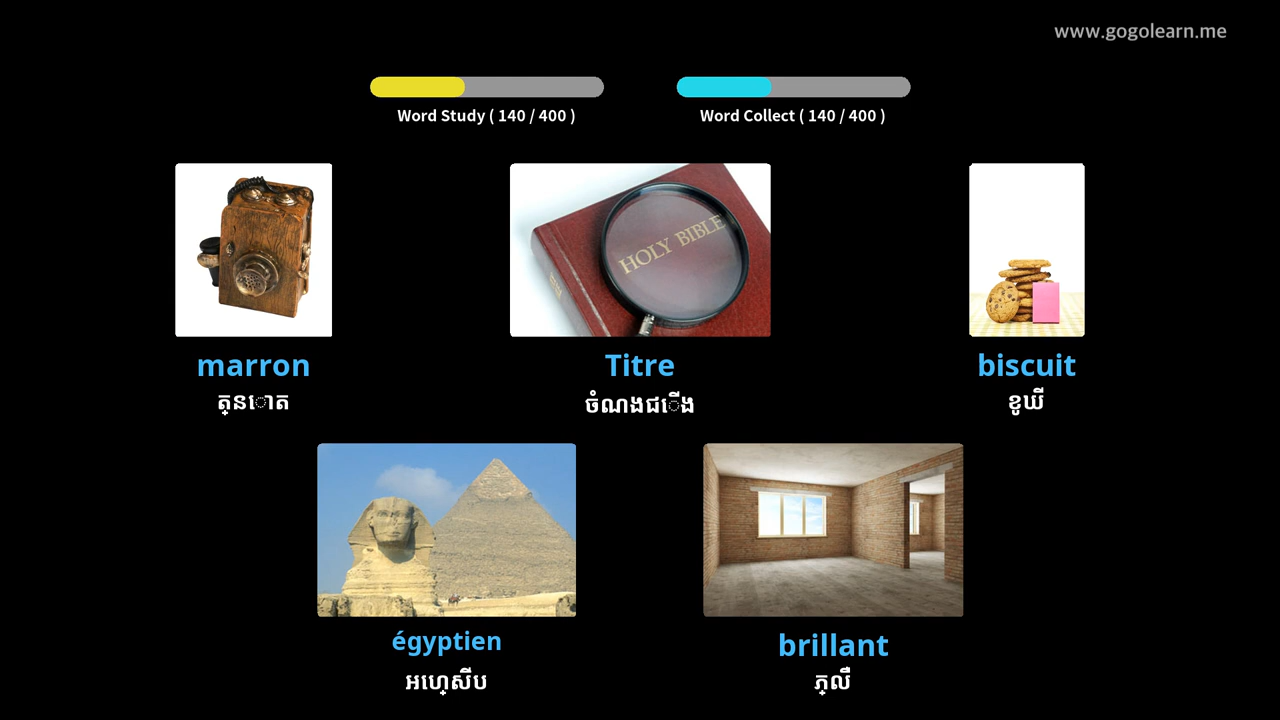 www.gogolearn.me
Word Study ( 140 / 400 )
Word Collect ( 140 / 400 )
HOLY BIBLE
marron
ត្នោត
Titre
ចំណងជើង
biscuit
ខូឃី
égyptien
អេហ្ស៊ីប
brillant
ភ្លឺ